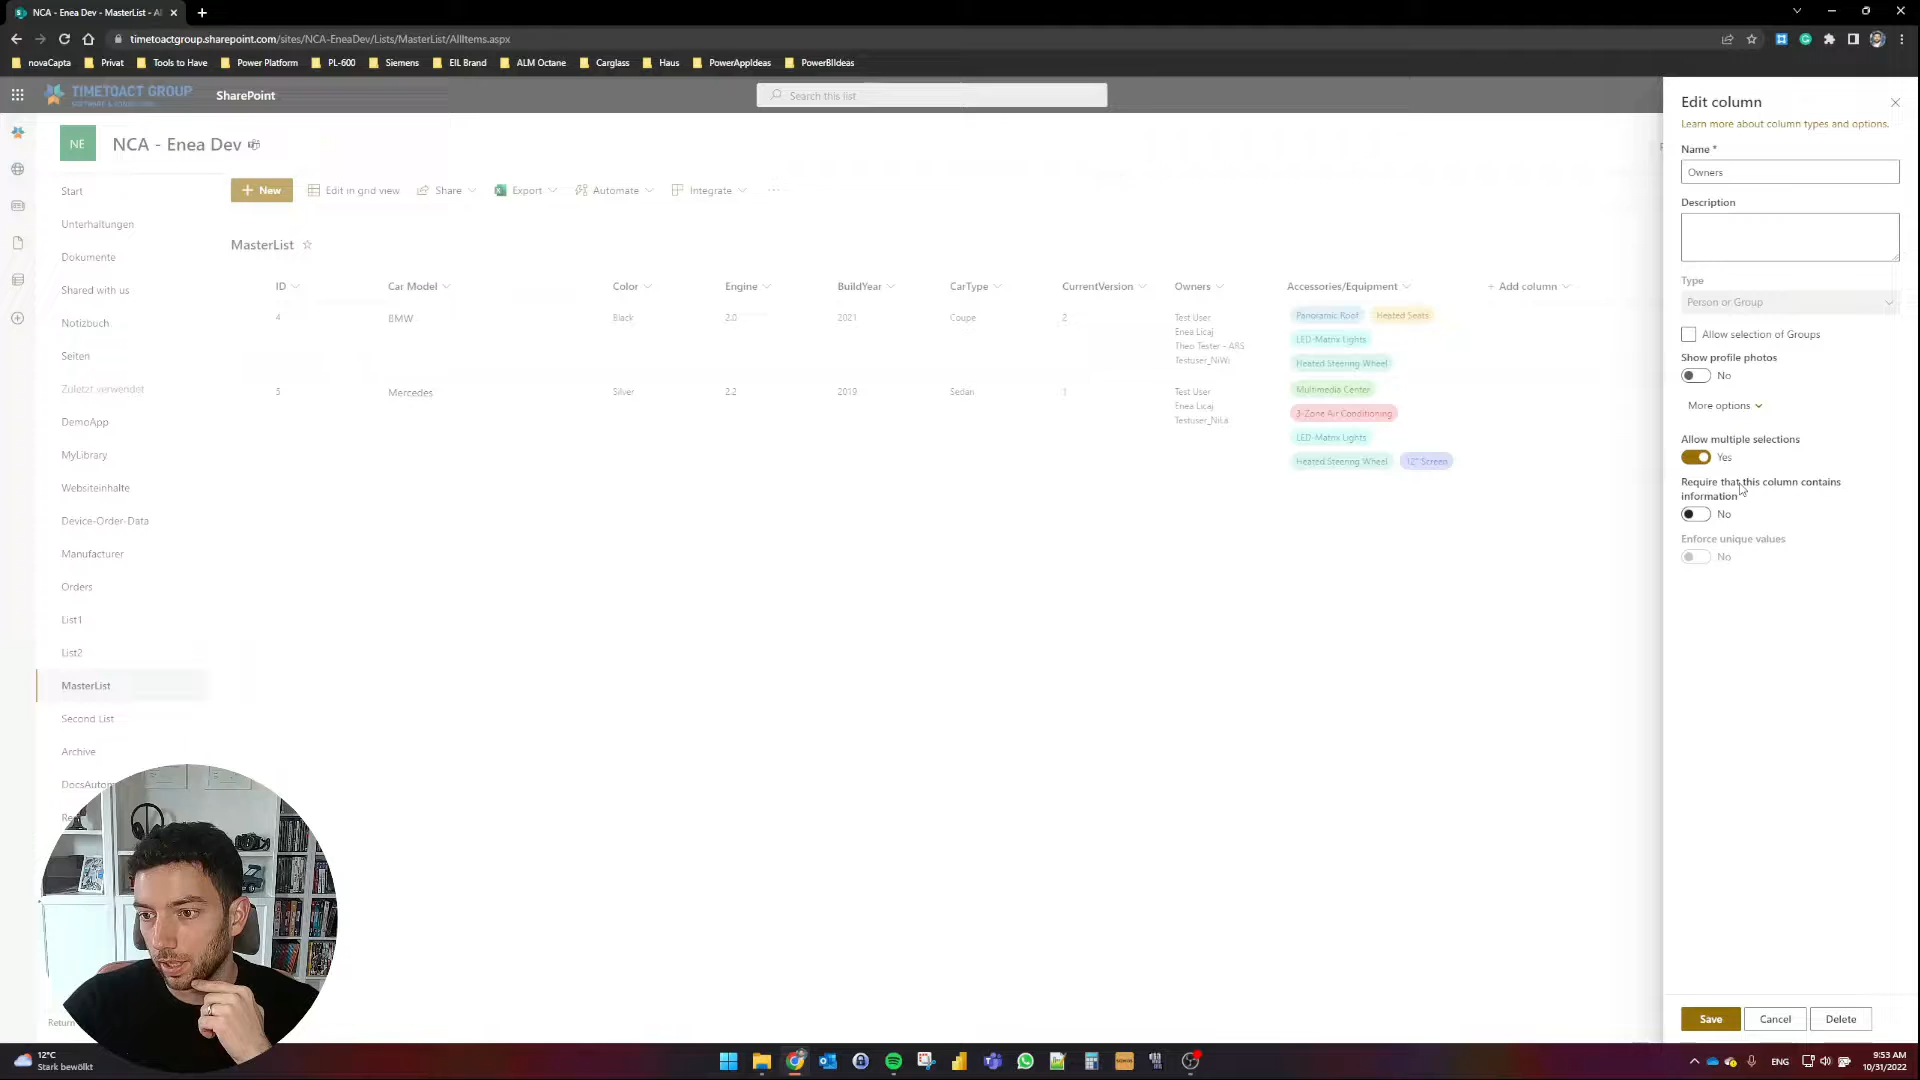 NCA - Enea Dev - MasterList - Al
timetoactgroup.sharepoint.com/sites/NCA-EneaDev/Lists/MasterList/AllItems.aspx
novaCapta Privat Tools to Have Power Platform PL-600 Siemens EIL Brand ALM Octane Carglass Haus PowerAppIdeas PowerBIIdeas
TIMETOACT GROUP
SOFTWARE & CONSULTING
SharePoint
Search this list
NE
NCA - Enea Dev
New Edit in grid view Share Export Automate Integrate
Start
Unterhaltungen
Dokumente
Shared with us
Notizbuch
Seiten
Zuletzt verwendet
DemoApp
MyLibrary
Websiteinhalte
Device-Order-Data
Manufacturer
Orders
List1
List2
MasterList
Second List
Archive
DocsAutom
Re
Return
MasterList
ID Car Model Color Engine BuildYear CarType CurrentVersion Owners Accessories/Equipment + Add column
4 BMW Black 2.0 2021 Coupe 2
Test User
Enea Licaj
Theo Tester - ARS
Testuser_NiWi
Panoramic Roof Heated Seats
LED-Matrix Lights
Heated Steering Wheel
5 Mercedes Silver 2.2 2019 Sedan 1
Test User
Enea Licaj
Testuser_NiLa
Multimedia Center
3-Zone Air Conditioning
LED-Matrix Lights
Heated Steering Wheel 12" Screen
Edit column
Learn more about column types and options.
Name *
Owners
Description
Type
Person or Group
Allow selection of Groups
Show profile photos
No
More options
Allow multiple selections
Yes
Require that this column contains
information
No
Enforce unique values
No
Save Cancel Delete
12°C
Stark bewölkt
ENG
9:53 AM
10/31/2022